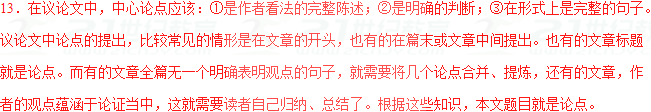 13．在议论文中，中心论点应该：①是作者看法的完整陈述；②是明确的判断；③在形式上是完整的句子。
议论文中论点的提出，比较常见的情形是在文章的开头，也有的在篇末或文章中间提出。也有的文章标题
就是论点。而有的文章全篇无一个明确表明观点的句子，就需要将几个论点合并、提炼，还有的文章，作
者的观点蕴涵于论证当中，这就需要读者自己归纳、总结了。根据这些知识，本文题目就是论点。